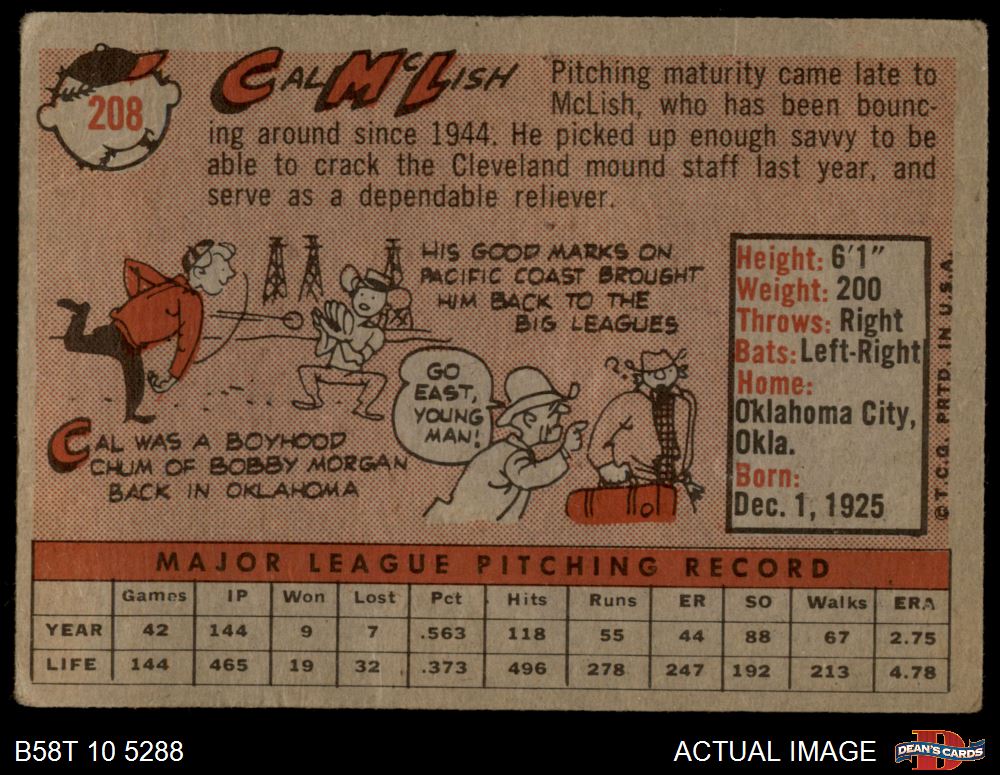 208
CAL McLISH
Pitching maturity came late to
McLish, who has been bounc-
ing around since 1944. He picked up enough savvy to be
able to crack the Cleveland mound staff last year, and
serve as a dependable reliever.
HIS GOOD MARKS ON
PACIFIC COAST BROUGHT
HIM BACK TO THE
BIG LEAGUES
GO
EAST,
YOUNG
MAN!
?
CAL WAS A BOYHOOD
CHUM OF BOBBY MORGAN
BACK IN OKLAHOMA
Height: 6'1"
Weight: 200
Throws: Right
Bats: Left-Right
Home:
Oklahoma City,
Okla.
Born:
Dec. 1, 1925
© T.C.G. PRTD. IN U.S.A.
MAJOR LEAGUE PITCHING RECORD
Games IP Won Lost Pct Hits Runs ER SO Walks ERA
YEAR 42 144 9 7 .563 118 55 44 88 67 2.75
LIFE 144 465 19 32 .373 496 278 247 192 213 4.78
B58T 10 5288
ACTUAL IMAGE
DEAN'S CARDS